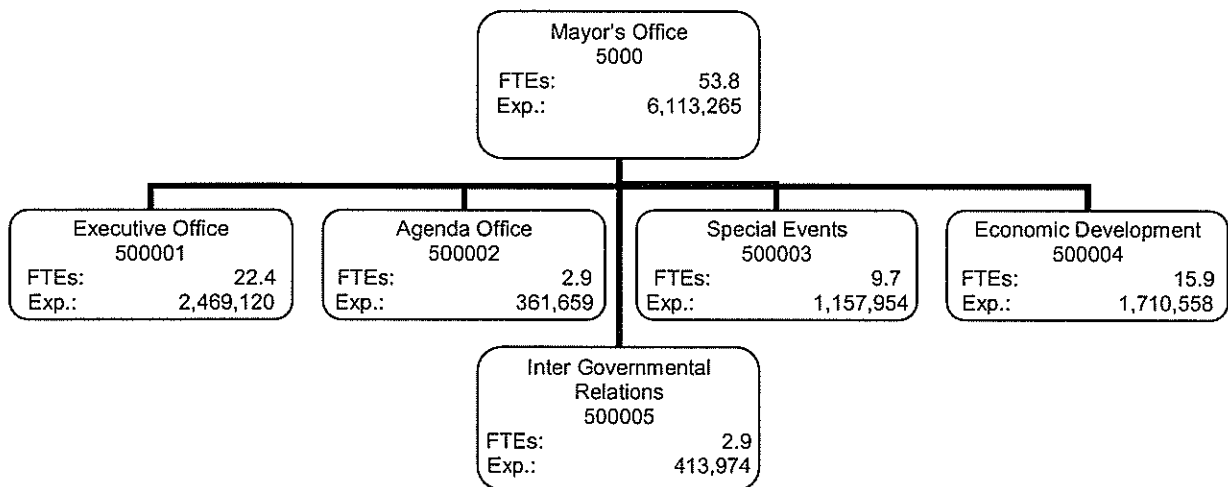 Mayor's Office
5000
FTEs: 53.8
Exp.: 6,113,265
Executive Office
500001
FTEs: 22.4
Exp.: 2,469,120
Agenda Office
500002
FTEs: 2.9
Exp.: 361,659
Special Events
500003
FTEs: 9.7
Exp.: 1,157,954
Economic Development
500004
FTEs: 15.9
Exp.: 1,710,558
Inter Governmental
Relations
500005
FTEs: 2.9
Exp.: 413,974